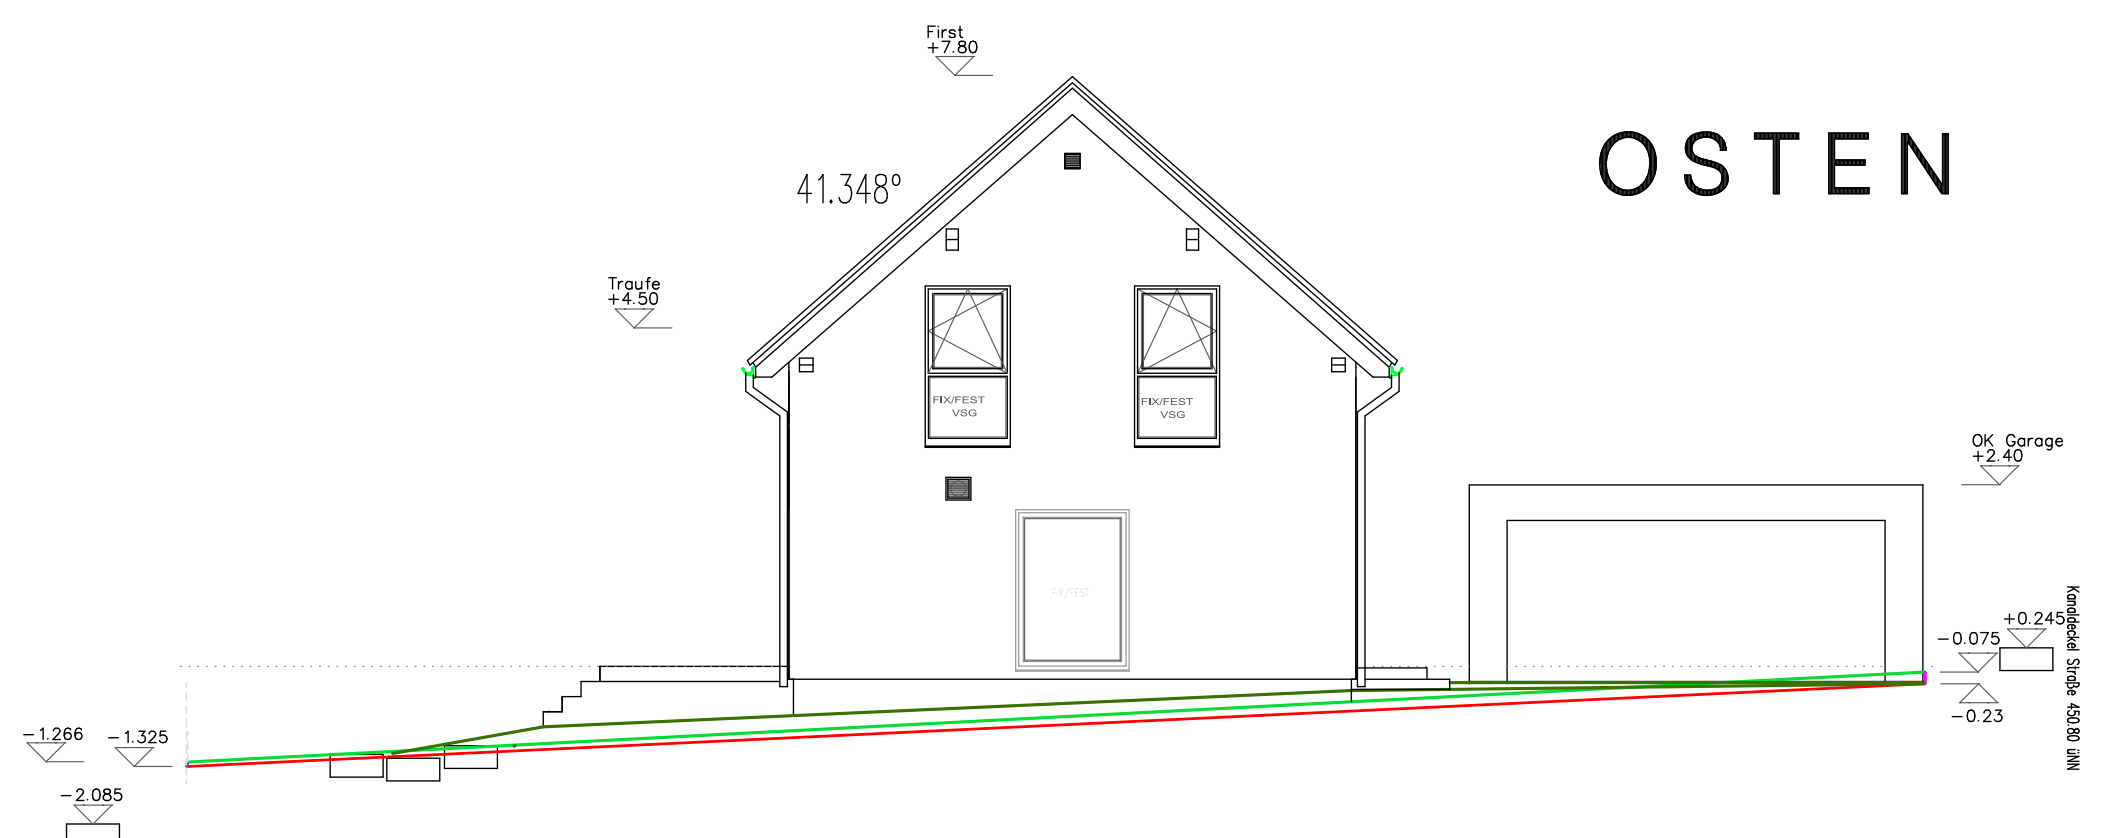 First
+7.80
OSTEN
41.348°
Traufe
+4.50
FIX/FEST
VSG
FIX/FEST
VSG
OK Garage
+2.40
FIX/FEST
Kanaldeckel Straße 450.80 üNN
+0.245
-0.075
-0.23
-1.266
-1.325
-2.085